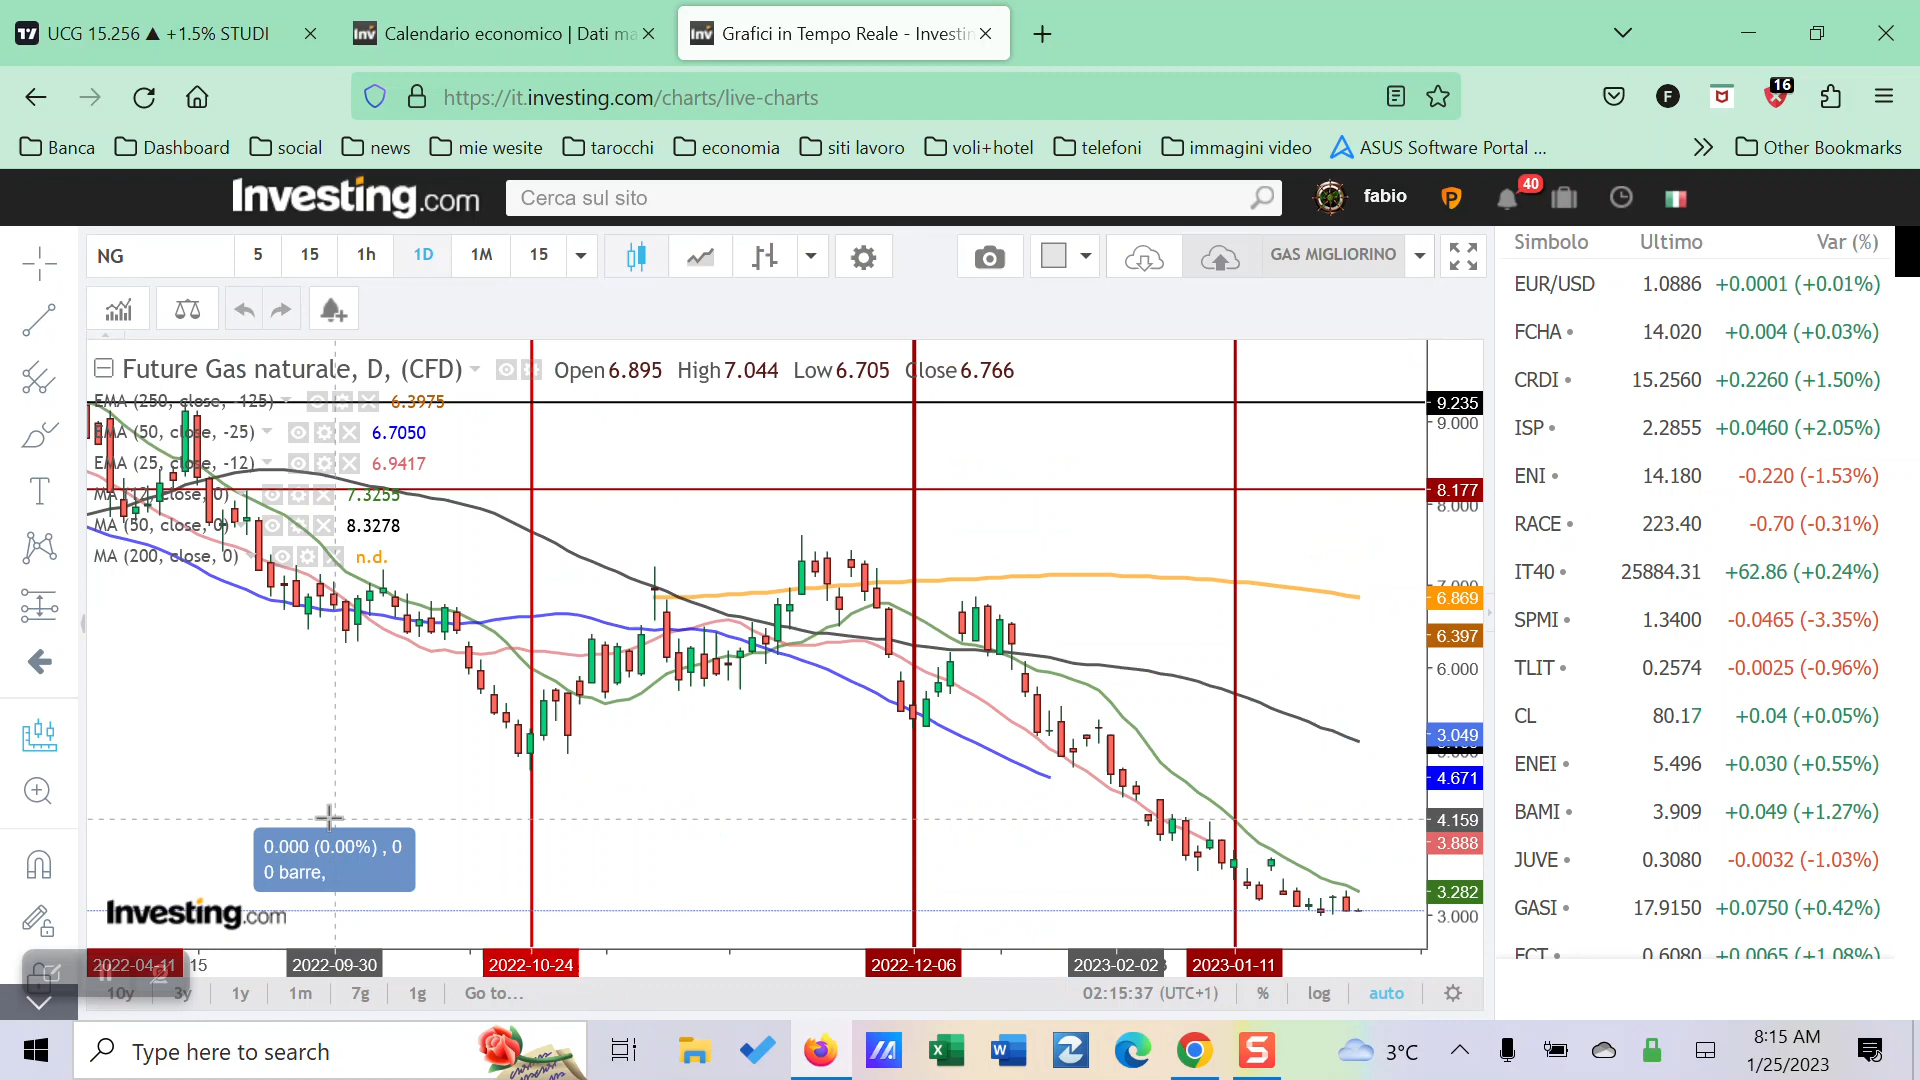 UCG 15.256 ▲ +1.5% STUDI
Calendario economico | Dati ma
Grafici in Tempo Reale - Investin
https://it.investing.com/charts/live-charts
16
Banca
Dashboard
social
news
mie wesite
tarocchi
economia
siti lavoro
voli+hotel
telefoni
immagini video
ASUS Software Portal ...
Other Bookmarks
Investing.com
Cerca sul sito
fabio
40
NG
5
15
1h
1D
1M
15
GAS MIGLIORINO
Future Gas naturale, D, (CFD)
Open 6.895 High 7.044 Low 6.705 Close 6.766
EMA (250, close, -125) 6.3975
EMA (50, close, -25) 6.7050
EMA (25, close, -12) 6.9417
MA (12, close, 0) 7.3255
MA (50, close, 0) 8.3278
MA (200, close, 0) n.d.
9.235
9.000
8.177
8.000
7.000
6.869
6.397
6.000
3.049
4.671
4.159
3.888
3.282
3.000
0.000 (0.00%) , 0
0 barre,
Investing.com
2022-04-11
15
2022-09-30
2022-10-24
2022-12-06
2023-02-02
2023-01-11
10y
3y
1y
1m
7g
1g
Go to...
02:15:37 (UTC+1)
%
log
auto
Simbolo Ultimo Var (%)
EUR/USD 1.0886 +0.0001 (+0.01%)
FCHA 14.020 +0.004 (+0.03%)
CRDI 15.2560 +0.2260 (+1.50%)
ISP 2.2855 +0.0460 (+2.05%)
ENI 14.180 -0.220 (-1.53%)
RACE 223.40 -0.70 (-0.31%)
IT40 25884.31 +62.86 (+0.24%)
SPMI 1.3400 -0.0465 (-3.35%)
TLIT 0.2574 -0.0025 (-0.96%)
CL 80.17 +0.04 (+0.05%)
ENEI 5.496 +0.030 (+0.55%)
BAMI 3.909 +0.049 (+1.27%)
JUVE 0.3080 -0.0032 (-1.03%)
GASI 17.9150 +0.0750 (+0.42%)
FCT 0.6080 +0.0065 (+1.08%)
Type here to search
3°C
8:15 AM
1/25/2023